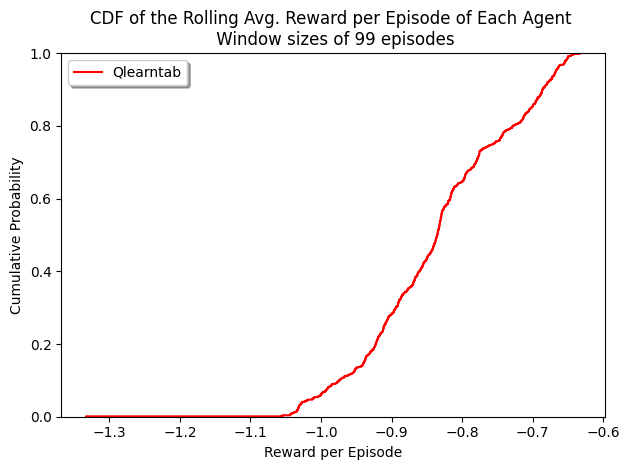 CDF of the Rolling Avg. Reward per Episode of Each Agent
Window sizes of 99 episodes
Qlearntab
1.0
0.8
0.6
0.4
0.2
0.0
Cumulative Probability
−1.3
−1.2
−1.1
−1.0
−0.9
−0.8
−0.7
−0.6
Reward per Episode